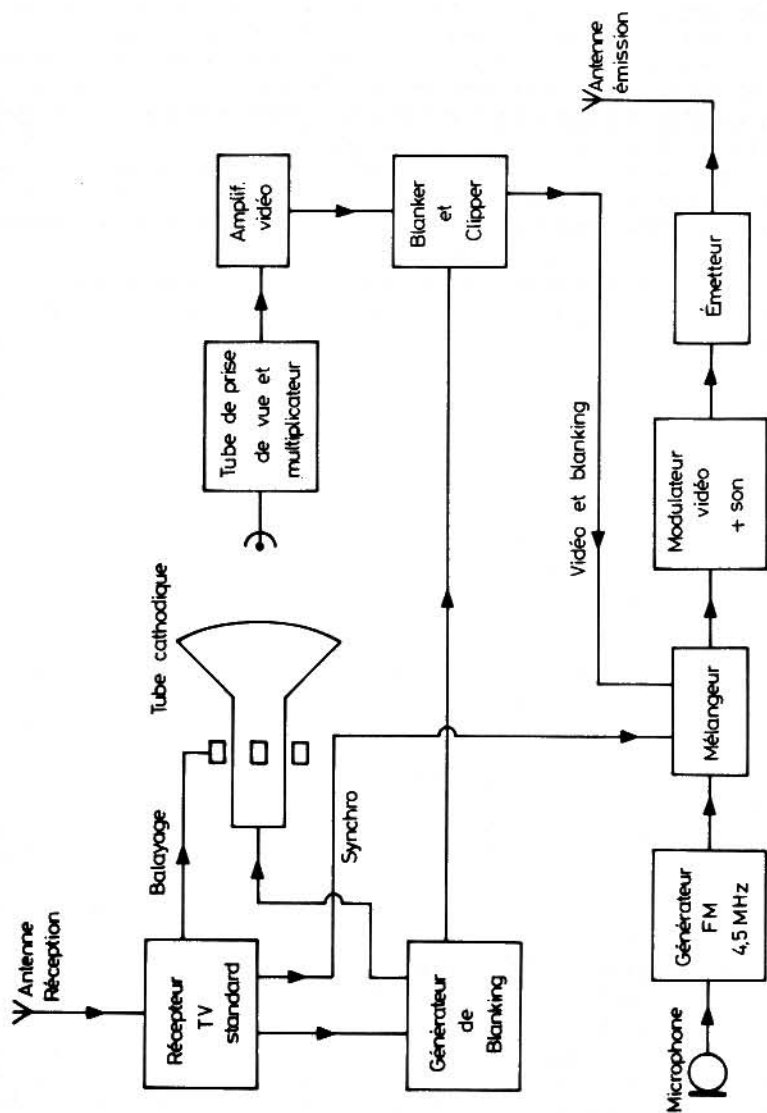 Antenne
Réception
Récepteur
TV
standard
Balayage
Tube cathodique
Tube de prise
de vue et
multiplicateur
Amplif.
vidéo
Synchro
Générateur
de
Blanking
Blanker
et
Clipper
Vidéo et blanking
Microphone
Générateur
FM
4,5 MHz
Mélangeur
Modulateur
vidéo
+ son
Émetteur
Antenne
émission